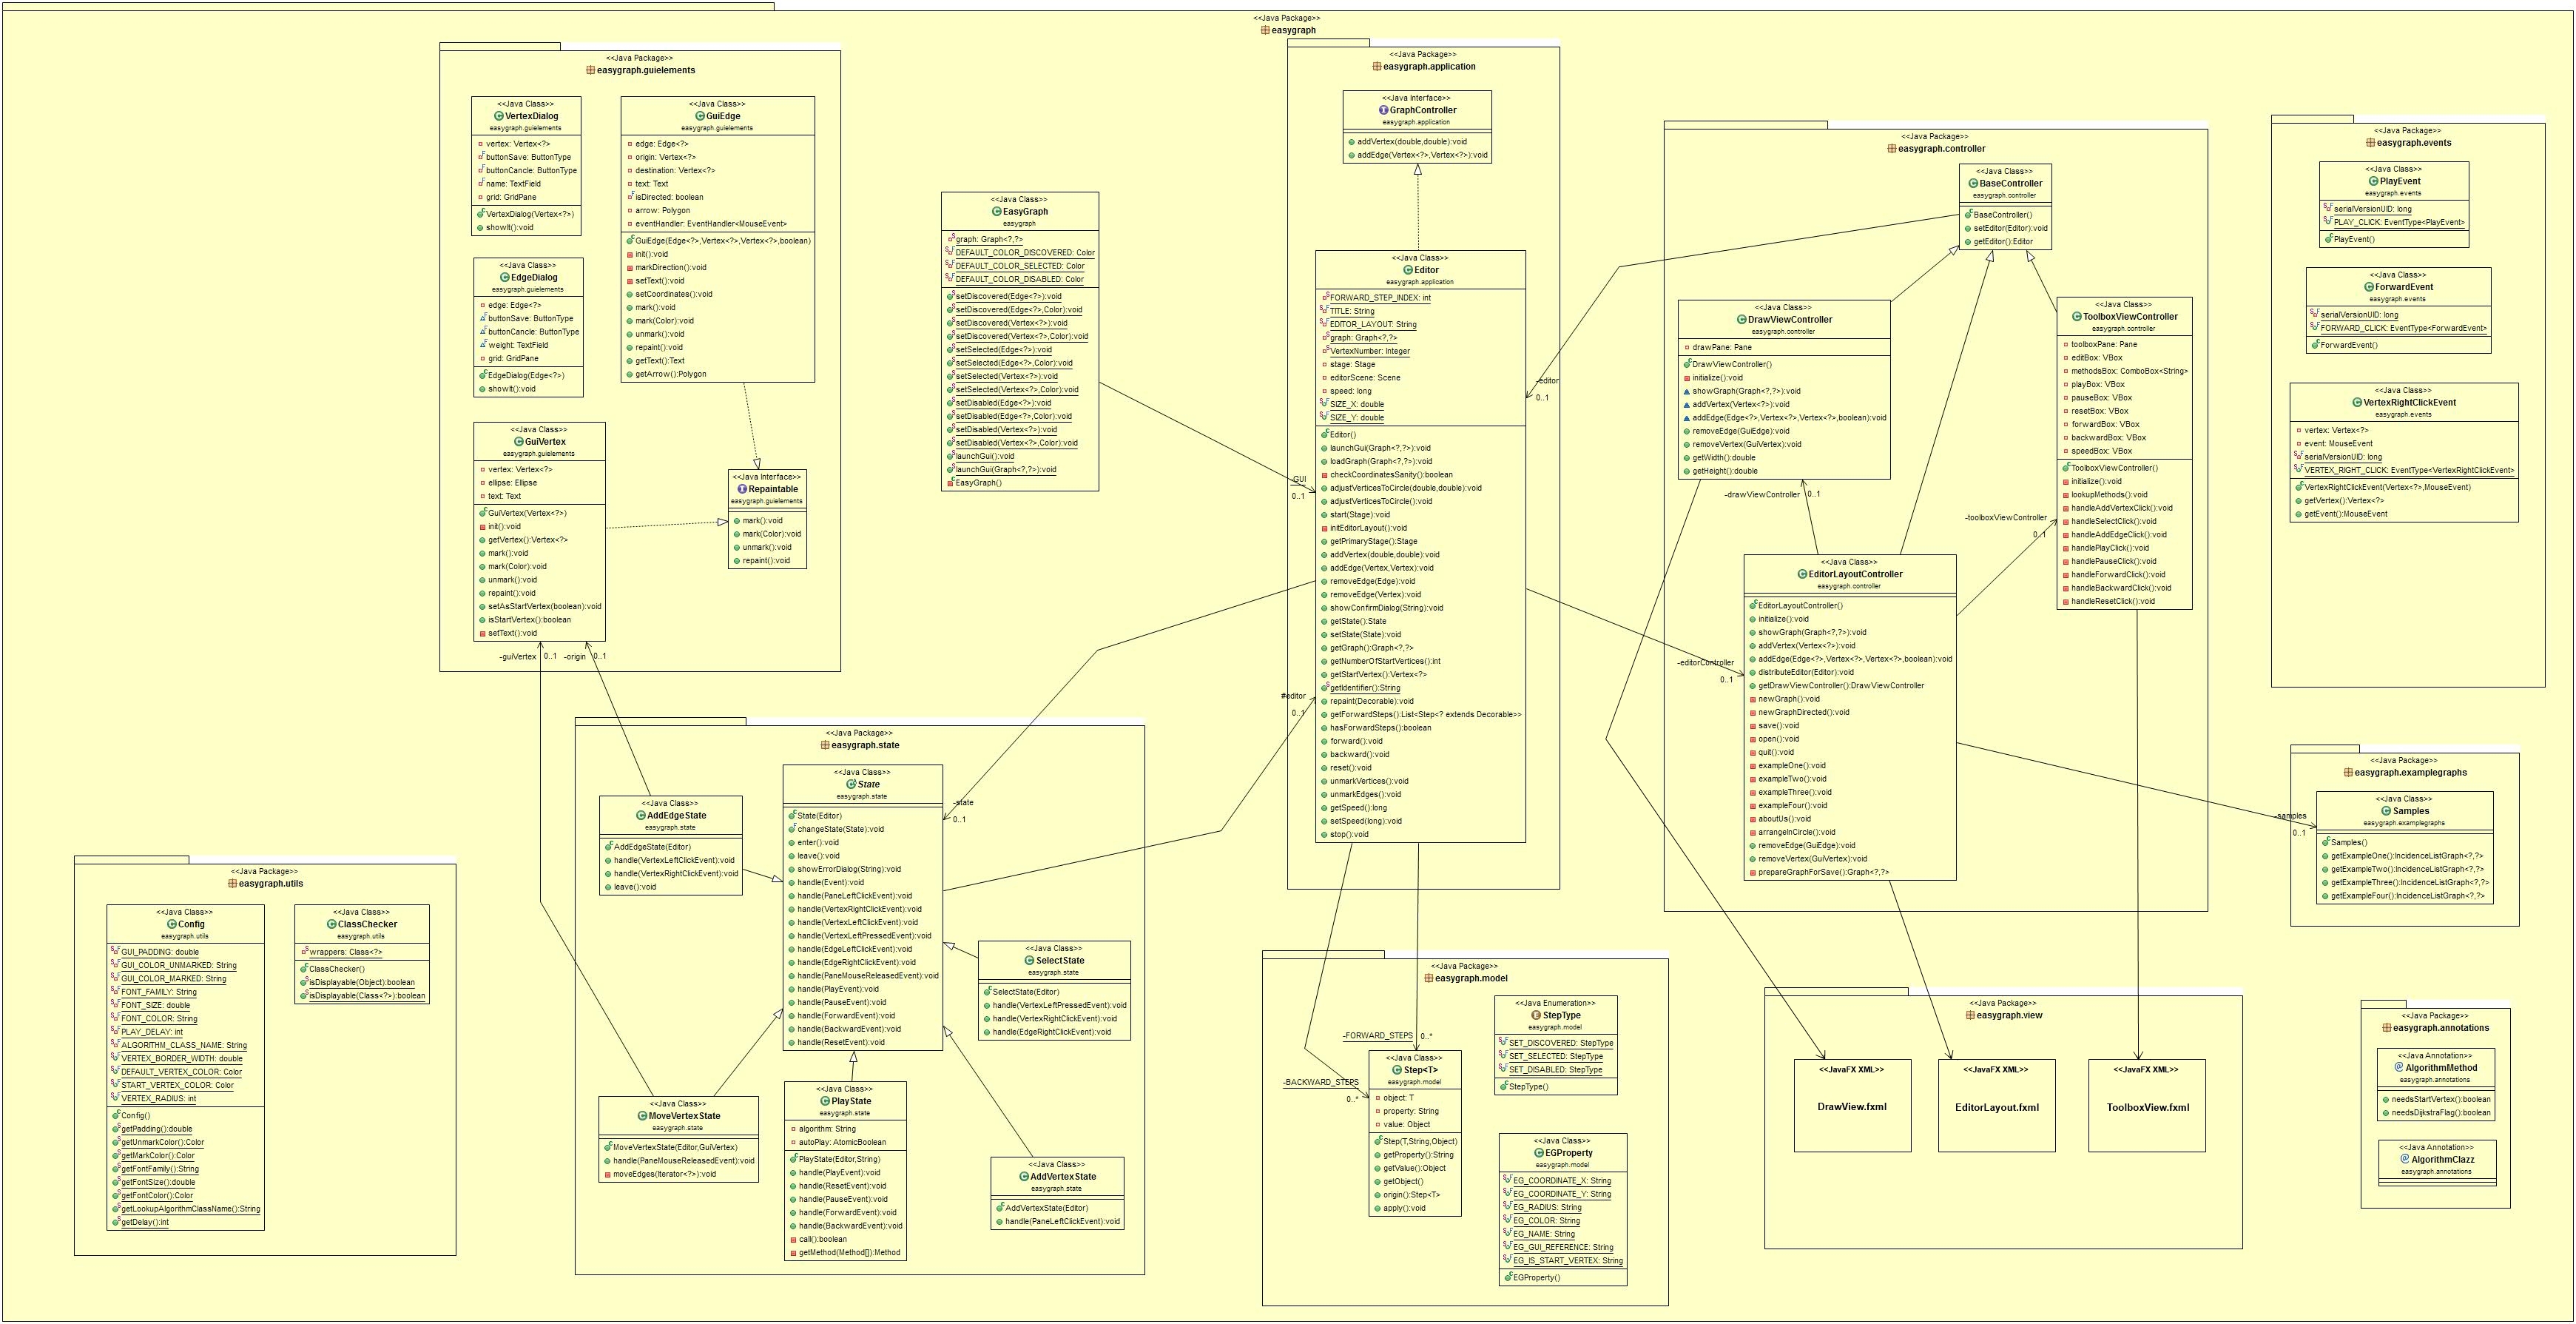 <<Java Package>>
easygraph
<<Java Package>>
easygraph.guielements
<<Java Class>>
VertexDialog
easygraph.guielements
vertex: Vertex<?>
buttonSave: ButtonType
buttonCancle: ButtonType
name: TextField
grid: GridPane
VertexDialog(Vertex<?>)
showIt():void
<<Java Class>>
GuiEdge
easygraph.guielements
edge: Edge<?>
origin: Vertex<?>
destination: Vertex<?>
text: Text
isDirected: boolean
arrow: Polygon
eventHandler: EventHandler<MouseEvent>
GuiEdge(Edge<?>,Vertex<?>,Vertex<?>,boolean)
init():void
markDirection():void
setText():void
setCoordinates():void
mark():void
mark(Color):void
unmark():void
repaint():void
getText():Text
getArrow():Polygon
<<Java Class>>
EdgeDialog
easygraph.guielements
edge: Edge<?>
buttonSave: ButtonType
buttonCancle: ButtonType
weight: TextField
grid: GridPane
EdgeDialog(Edge<?>)
showIt():void
<<Java Class>>
GuiVertex
easygraph.guielements
vertex: Vertex<?>
ellipse: Ellipse
text: Text
GuiVertex(Vertex<?>)
init():void
getVertex():Vertex<?>
mark():void
mark(Color):void
unmark():void
repaint():void
setAsStartVertex(boolean):void
isStartVertex():boolean
setText():void
<<Java Interface>>
Repaintable
easygraph.guielements
mark():void
mark(Color):void
unmark():void
repaint():void
-guiVertex 0..1
-origin 0..1
<<Java Class>>
EasyGraph
easygraph
graph: Graph<?,?>
DEFAULT_COLOR_DISCOVERED: Color
DEFAULT_COLOR_SELECTED: Color
DEFAULT_COLOR_DISABLED: Color
setDiscovered(Edge<?>):void
setDiscovered(Edge<?>,Color):void
setDiscovered(Vertex<?>):void
setDiscovered(Vertex<?>,Color):void
setSelected(Edge<?>):void
setSelected(Edge<?>,Color):void
setSelected(Vertex<?>):void
setSelected(Vertex<?>,Color):void
setDisabled(Edge<?>):void
setDisabled(Edge<?>,Color):void
setDisabled(Vertex<?>):void
setDisabled(Vertex<?>,Color):void
launchGui():void
launchGui(Graph<?,?>):void
EasyGraph()
-GUI
0..1
<<Java Package>>
easygraph.application
<<Java Interface>>
GraphController
easygraph.application
addVertex(double,double):void
addEdge(Vertex<?>,Vertex<?>):void
<<Java Class>>
Editor
easygraph.application
FORWARD_STEP_INDEX: int
TITLE: String
EDITOR_LAYOUT: String
graph: Graph<?,?>
VertexNumber: Integer
stage: Stage
editorScene: Scene
speed: long
SIZE_X: double
SIZE_Y: double
Editor()
launchGui(Graph<?,?>):void
loadGraph(Graph<?,?>):void
checkCoordinatesSanity():boolean
adjustVerticesToCircle(double,double):void
adjustVerticesToCircle():void
start(Stage):void
initEditorLayout():void
getPrimaryStage():Stage
addVertex(double,double):void
addEdge(Vertex,Vertex):void
removeEdge(Edge):void
removeEdge(Vertex):void
showConfirmDialog(String):void
getState():State
setState(State):void
getGraph():Graph<?,?>
getNumberOfStartVertices():int
getStartVertex():Vertex<?>
getIdentifier():String
repaint(Decorable):void
getForwardSteps():List<Step<? extends Decorable>>
hasForwardSteps():boolean
forward():void
backward():void
reset():void
unmarkVertices():void
unmarkEdges():void
getSpeed():long
setSpeed(long):void
stop():void
-editor
0..1
#editor
0..1
<<Java Package>>
easygraph.controller
<<Java Class>>
BaseController
easygraph.controller
BaseController()
setEditor(Editor):void
getEditor():Editor
<<Java Class>>
DrawViewController
easygraph.controller
drawPane: Pane
DrawViewController()
initialize():void
showGraph(Graph<?,?>):void
addVertex(Vertex<?>):void
addEdge(Edge<?>,Vertex<?>,Vertex<?>,boolean):void
removeEdge(GuiEdge):void
removeVertex(GuiVertex):void
getWidth():double
getHeight():double
-drawViewController 0..1
<<Java Class>>
ToolboxViewController
easygraph.controller
toolboxPane: Pane
editBox: VBox
methodsBox: ComboBox<String>
playBox: VBox
pauseBox: VBox
resetBox: VBox
forwardBox: VBox
backwardBox: VBox
speedBox: VBox
ToolboxViewController()
initialize():void
lookupMethods():void
handleAddVertexClick():void
handleSelectClick():void
handleAddEdgeClick():void
handlePlayClick():void
handlePauseClick():void
handleForwardClick():void
handleBackwardClick():void
handleResetClick():void
-toolboxViewController
0..1
<<Java Class>>
EditorLayoutController
easygraph.controller
EditorLayoutController()
initialize():void
showGraph(Graph<?,?>):void
addVertex(Vertex<?>):void
addEdge(Edge<?>,Vertex<?>,Vertex<?>,boolean):void
distributeEditor(Editor):void
getDrawViewController():DrawViewController
newGraph():void
newGraphDirected():void
save():void
open():void
quit():void
exampleOne():void
exampleTwo():void
exampleThree():void
exampleFour():void
aboutUs():void
arrangeInCircle():void
removeEdge(GuiEdge):void
removeVertex(GuiVertex):void
prepareGraphForSave():Graph<?,?>
-editorController
0..1
<<Java Package>>
easygraph.events
<<Java Class>>
PlayEvent
easygraph.events
serialVersionUID: long
PLAY_CLICK: EventType<PlayEvent>
PlayEvent()
<<Java Class>>
ForwardEvent
easygraph.events
serialVersionUID: long
FORWARD_CLICK: EventType<ForwardEvent>
ForwardEvent()
<<Java Class>>
VertexRightClickEvent
easygraph.events
vertex: Vertex<?>
event: MouseEvent
serialVersionUID: long
VERTEX_RIGHT_CLICK: EventType<VertexRightClickEvent>
VertexRightClickEvent(Vertex<?>,MouseEvent)
getVertex():Vertex<?>
getEvent():MouseEvent
<<Java Package>>
easygraph.state
<<Java Class>>
State
easygraph.state
State(Editor)
changeState(State):void
enter():void
leave():void
showErrorDialog(String):void
handle(Event):void
handle(PaneLeftClickEvent):void
handle(VertexRightClickEvent):void
handle(VertexLeftClickEvent):void
handle(VertexLeftPressedEvent):void
handle(EdgeLeftClickEvent):void
handle(EdgeRightClickEvent):void
handle(PaneMouseReleasedEvent):void
handle(PlayEvent):void
handle(PauseEvent):void
handle(ForwardEvent):void
handle(BackwardEvent):void
handle(ResetEvent):void
-state
0..1
<<Java Class>>
AddEdgeState
easygraph.state
AddEdgeState(Editor)
handle(VertexLeftClickEvent):void
handle(VertexRightClickEvent):void
leave():void
<<Java Class>>
SelectState
easygraph.state
SelectState(Editor)
handle(VertexLeftPressedEvent):void
handle(VertexRightClickEvent):void
handle(EdgeRightClickEvent):void
<<Java Class>>
MoveVertexState
easygraph.state
MoveVertexState(Editor,GuiVertex)
handle(PaneMouseReleasedEvent):void
moveEdges(Iterator<?>):void
<<Java Class>>
PlayState
easygraph.state
algorithm: String
autoPlay: AtomicBoolean
PlayState(Editor,String)
handle(PlayEvent):void
handle(ResetEvent):void
handle(PauseEvent):void
handle(ForwardEvent):void
handle(BackwardEvent):void
call():boolean
getMethod(Method[]):Method
<<Java Class>>
AddVertexState
easygraph.state
AddVertexState(Editor)
handle(PaneLeftClickEvent):void
<<Java Package>>
easygraph.utils
<<Java Class>>
Config
easygraph.utils
GUI_PADDING: double
GUI_COLOR_UNMARKED: String
GUI_COLOR_MARKED: String
FONT_FAMILY: String
FONT_SIZE: double
FONT_COLOR: String
PLAY_DELAY: int
ALGORITHM_CLASS_NAME: String
VERTEX_BORDER_WIDTH: double
DEFAULT_VERTEX_COLOR: Color
START_VERTEX_COLOR: Color
VERTEX_RADIUS: int
Config()
getPadding():double
getUnmarkColor():Color
getMarkColor():Color
getFontFamily():String
getFontSize():double
getFontColor():Color
getLookupAlgorithmClassName():String
getDelay():int
<<Java Class>>
ClassChecker
easygraph.utils
wrappers: Class<?>
ClassChecker()
isDisplayable(Object):boolean
isDisplayable(Class<?>):boolean
<<Java Package>>
easygraph.model
<<Java Enumeration>>
StepType
easygraph.model
SET_DISCOVERED: StepType
SET_SELECTED: StepType
SET_DISABLED: StepType
StepType()
-FORWARD_STEPS 0..*
-BACKWARD_STEPS
0..*
<<Java Class>>
Step<T>
easygraph.model
object: T
property: String
value: Object
Step(T,String,Object)
getProperty():String
getValue():Object
getObject()
origin():Step<T>
apply():void
<<Java Class>>
EGProperty
easygraph.model
EG_COORDINATE_X: String
EG_COORDINATE_Y: String
EG_RADIUS: String
EG_COLOR: String
EG_NAME: String
EG_GUI_REFERENCE: String
EG_IS_START_VERTEX: String
EGProperty()
<<Java Package>>
easygraph.view
<<JavaFX XML>>
DrawView.fxml
<<JavaFX XML>>
EditorLayout.fxml
<<JavaFX XML>>
ToolboxView.fxml
<<Java Package>>
easygraph.examplegraphs
<<Java Class>>
Samples
easygraph.examplegraphs
Samples()
getExampleOne():IncidenceListGraph<?,?>
getExampleTwo():IncidenceListGraph<?,?>
getExampleThree():IncidenceListGraph<?,?>
getExampleFour():IncidenceListGraph<?,?>
-samples
0..1
<<Java Package>>
easygraph.annotations
<<Java Annotation>>
AlgorithmMethod
easygraph.annotations
needsStartVertex():boolean
needsDijkstraFlag():boolean
<<Java Annotation>>
AlgorithmClazz
easygraph.annotations